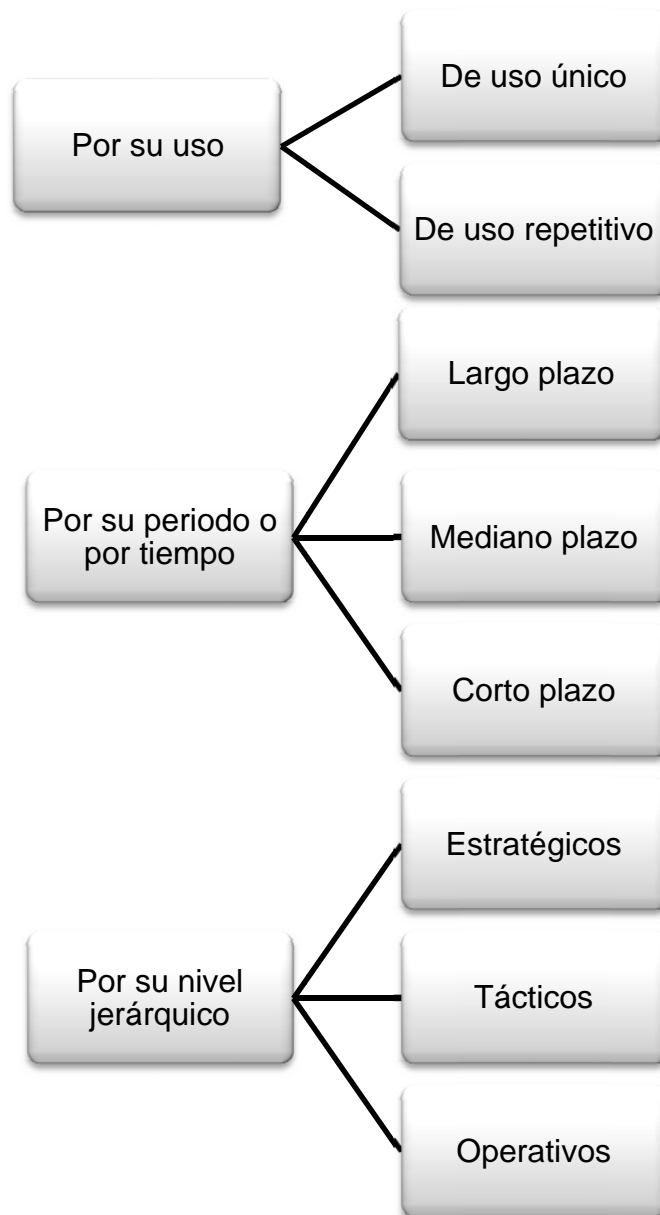 Por su uso
De uso único
De uso repetitivo
Por su periodo o
por tiempo
Largo plazo
Mediano plazo
Corto plazo
Por su nivel
jerárquico
Estratégicos
Tácticos
Operativos